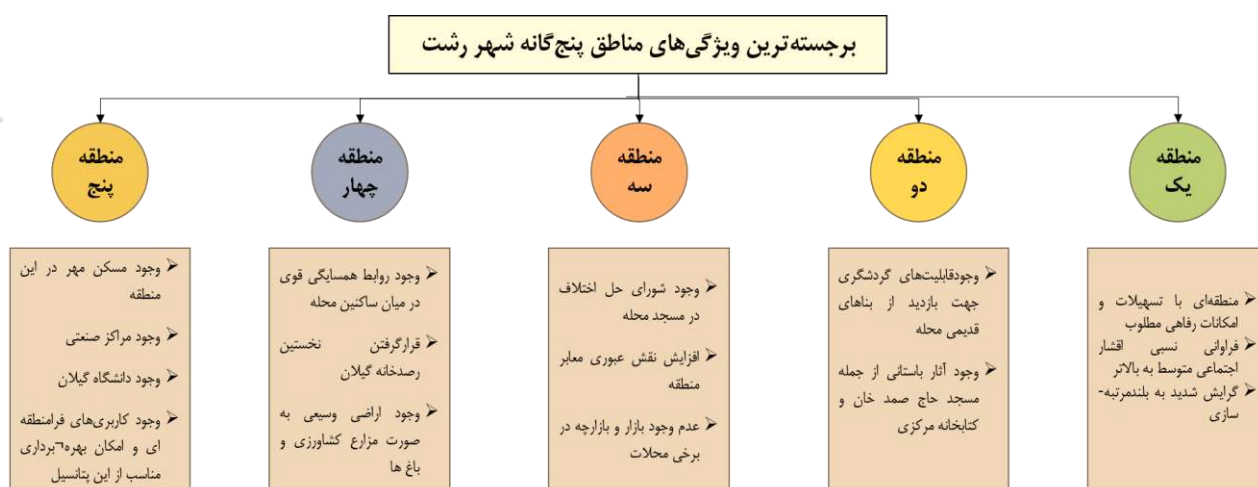 برجسته‌ترین ویژگی‌های مناطق پنج‌گانه شهر رشت
منطقه
یک
منطقه‌ای با تسهیلات و
امکانات رفاهی مطلوب
فراوانی نسبی اقشار
اجتماعی متوسط به بالاتر
گرایش شدید به بلندمرتبه-
سازی
منطقه
دو
وجودقابلیت‌های گردشگری
جهت بازدید از بناهای
قدیمی محله
وجود آثار باستانی از جمله
مسجد حاج صمد خان و
کتابخانه مرکزی
منطقه
سه
وجود شورای حل اختلاف
در مسجد محله
افزایش نقش عبوری معابر
منطقه
عدم وجود بازار و بازارچه در
برخی محلات
منطقه
چهار
وجود روابط همسایگی قوی
در میان ساکنین محله
قرارگرفتن نخستین
رصدخانه گیلان
وجود اراضی وسیعی به
صورت مزارع کشاورزی و
باغ ها
منطقه
پنج
وجود مسکن مهر در این
منطقه
وجود مراکز صنعتی
وجود دانشگاه گیلان
وجود کاربری‌های فرامنطقه
ای و امکان بهره¬برداری
مناسب از این پتانسیل